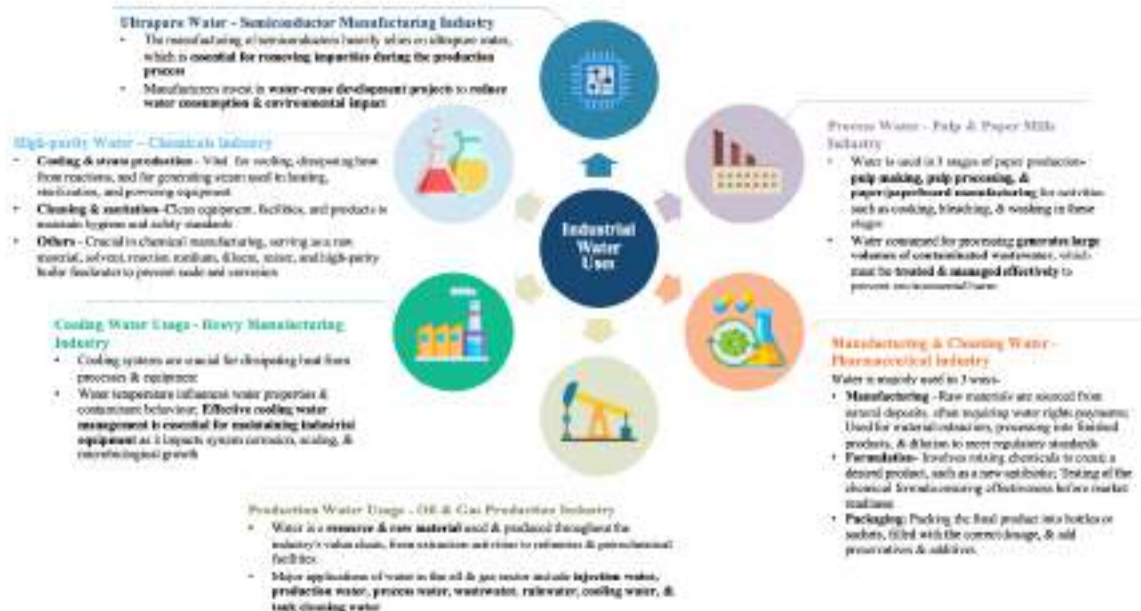 Ultrapure Water - Semiconductor Manufacturing Industry
• The manufacturing of semiconductors heavily relies on ultrapure water,
which is essential for removing impurities during the production
process
• Manufacturers invest in water-reuse development projects to reduce
water consumption & environmental impact
High-purity Water – Chemicals Industry
• Cooling & steam production - Vital for cooling, dissipating heat
from reactions, and for generating steam used in heating,
sterilization, and powering equipment
• Cleaning & sanitation-Clean equipment, facilities, and products to
maintain hygiene and safety standards
• Others - Crucial in chemical manufacturing, serving as a raw
material, solvent, reaction medium, diluent, mixer, and high-purity
boiler feedwater to prevent scale and corrosion
Cooling Water Usage - Heavy Manufacturing
Industry
• Cooling systems are crucial for dissipating heat from
processes & equipment
• Water temperature influences water properties &
contaminant behaviour; Effective cooling water
management is essential for maintaining industrial
equipment as it impacts system corrosion, scaling, &
microbiological growth
Industrial
Water
Uses
Production Water Usage - Oil & Gas Production Industry
• Water is a resource & raw material used & produced throughout the
industry's value chain, from extraction activities to refineries & petrochemical
facilities
• Major applications of water in the oil & gas sector include injection water,
production water, process water, wastewater, rainwater, cooling water, &
tank cleaning water
Process Water - Pulp & Paper Mills
Industry
• Water is used in 3 stages of paper production-
pulp making, pulp processing, &
paper/paperboard manufacturing for activities
such as cooking, bleaching, & washing in these
stages
• Water consumed for processing generates large
volumes of contaminated wastewater, which
must be treated & managed effectively to
prevent environmental harm
Manufacturing & Cleaning Water -
Pharmaceutical Industry
Water is majorly used in 3 ways-
• Manufacturing -Raw materials are sourced from
natural deposits, often requiring water rights payments;
Used for material extraction, processing into finished
products, & dilution to meet regulatory standards
• Formulation- Involves mixing chemicals to create a
desired product, such as a new antibiotic; Testing of the
chemical formula ensuring effectiveness before market
readiness
• Packaging: Packing the final product into bottles or
sachets, filled with the correct dosage, & add
preservatives & additives